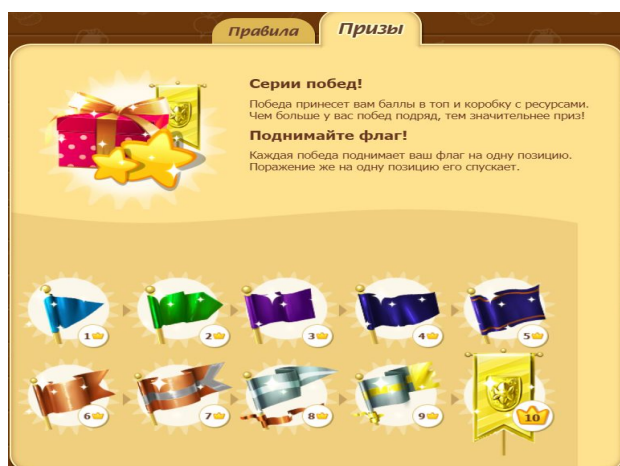 Правила Призы
Серии побед!
Победа принесет вам баллы в топ и коробку с ресурсами.
Чем больше у вас побед подряд, тем значительнее приз!
Поднимайте флаг!
Каждая победа поднимает ваш флаг на одну позицию.
Поражение же на одну позицию его спускает.
1 2 3 4 5
6 7 8 9 10